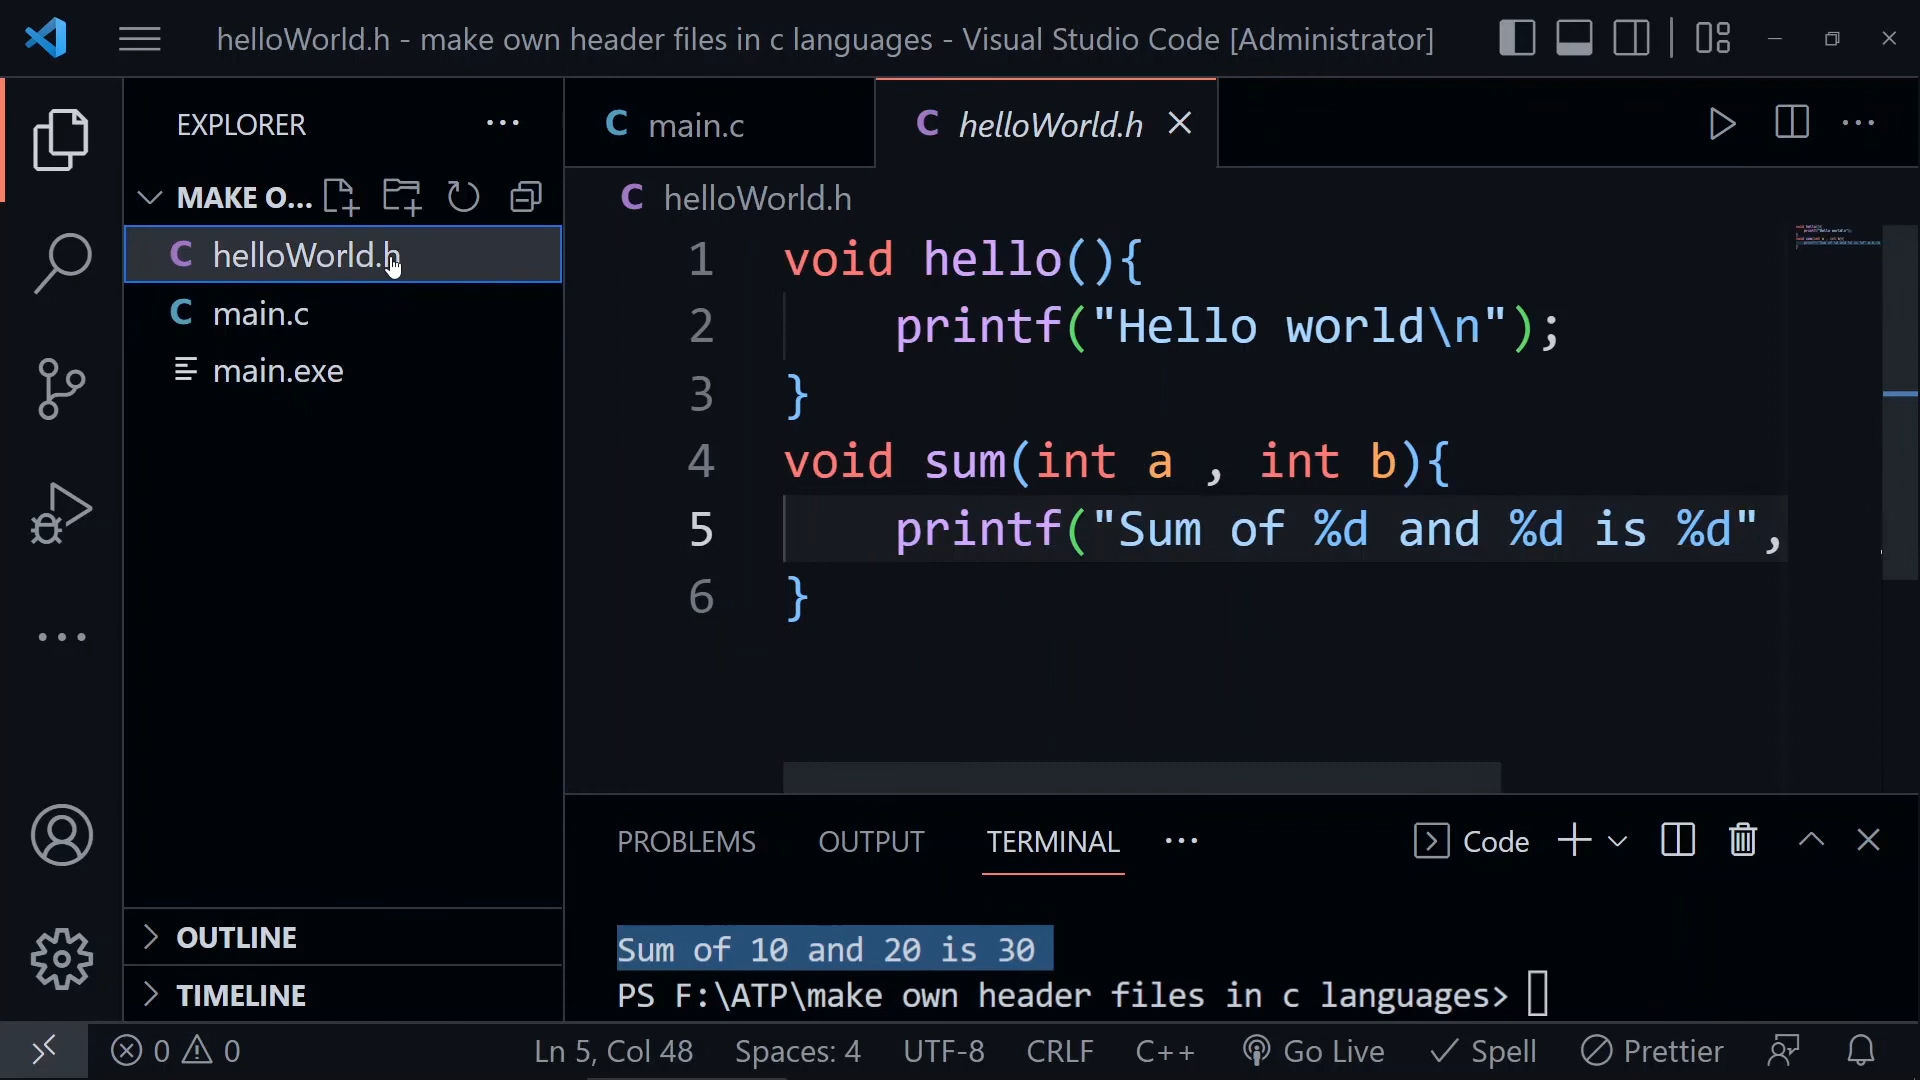 helloWorld.h - make own header files in c languages - Visual Studio Code [Administrator]
EXPLORER
MAKE O...
C helloWorld.h
C main.c
main.exe
OUTLINE
TIMELINE
C main.c
C helloWorld.h
C helloWorld.h
1 void hello(){
2 printf("Hello world\n");
3 }
4 void sum(int a , int b){
5 printf("Sum of %d and %d is %d",
6 }
PROBLEMS OUTPUT TERMINAL
Code
Sum of 10 and 20 is 30
PS F:\ATP\make own header files in c languages>
0 0 Ln 5, Col 48 Spaces: 4 UTF-8 CRLF C++ Go Live Spell Prettier